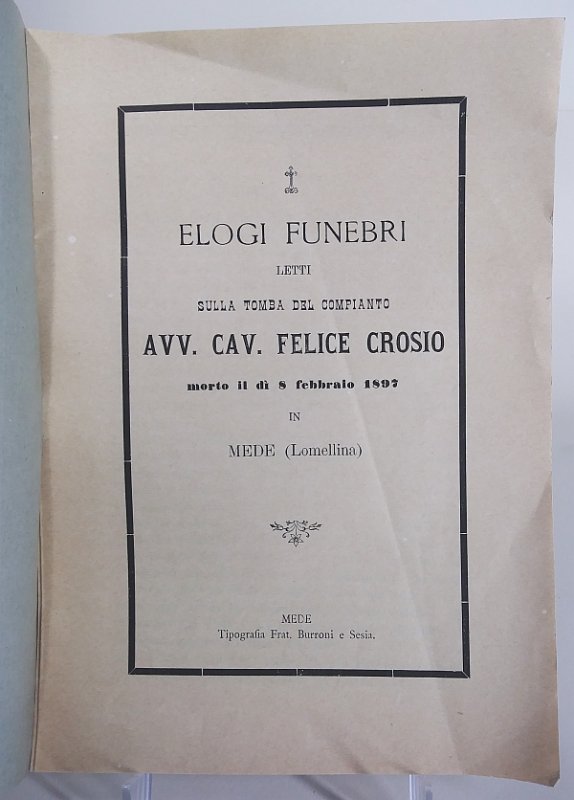 ELOGI FUNEBRI
LETTI
SULLA TOMBA DEL COMPIANTO
AVV. CAV. FELICE CROSIO
morto il dì 8 febbraio 1897
IN
MEDE (Lomellina)
MEDE
Tipografia Frat. Burroni e Sesia.